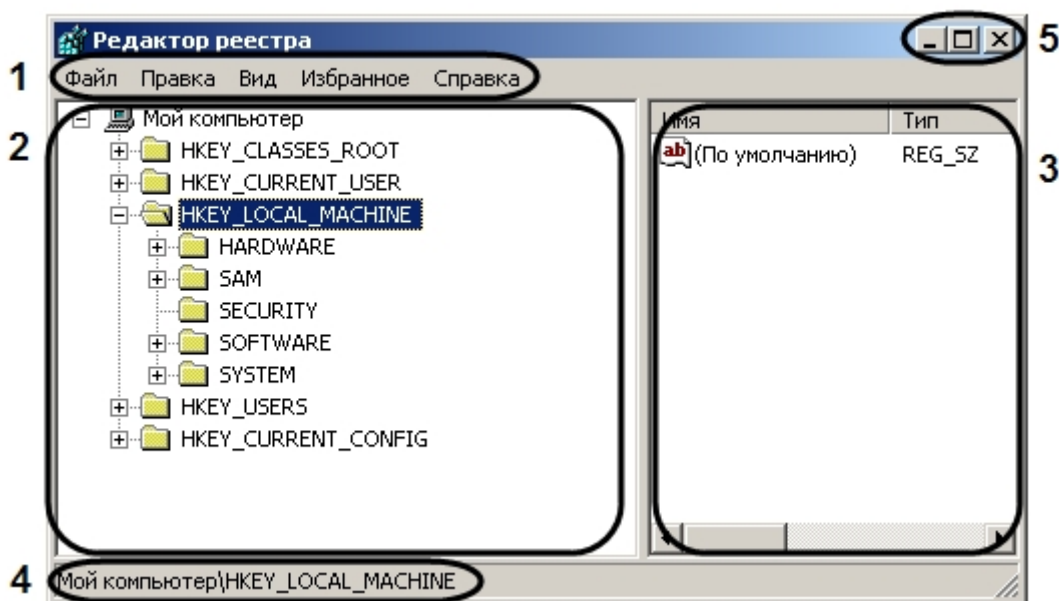 Редактор реестра
5
1
Файл Правка Вид Избранное Справка
2
Мой компьютер
HKEY_CLASSES_ROOT
HKEY_CURRENT_USER
HKEY_LOCAL_MACHINE
HARDWARE
SAM
SECURITY
SOFTWARE
SYSTEM
HKEY_USERS
HKEY_CURRENT_CONFIG
Имя Тип
ab (По умолчанию) REG_SZ
3
4
Мой компьютер\HKEY_LOCAL_MACHINE